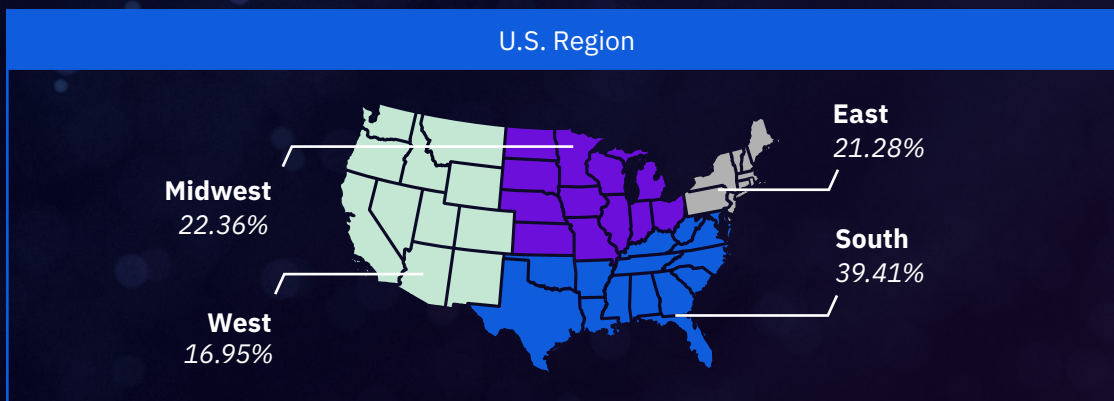 U.S. Region
East
21.28%
Midwest
22.36%
South
39.41%
West
16.95%